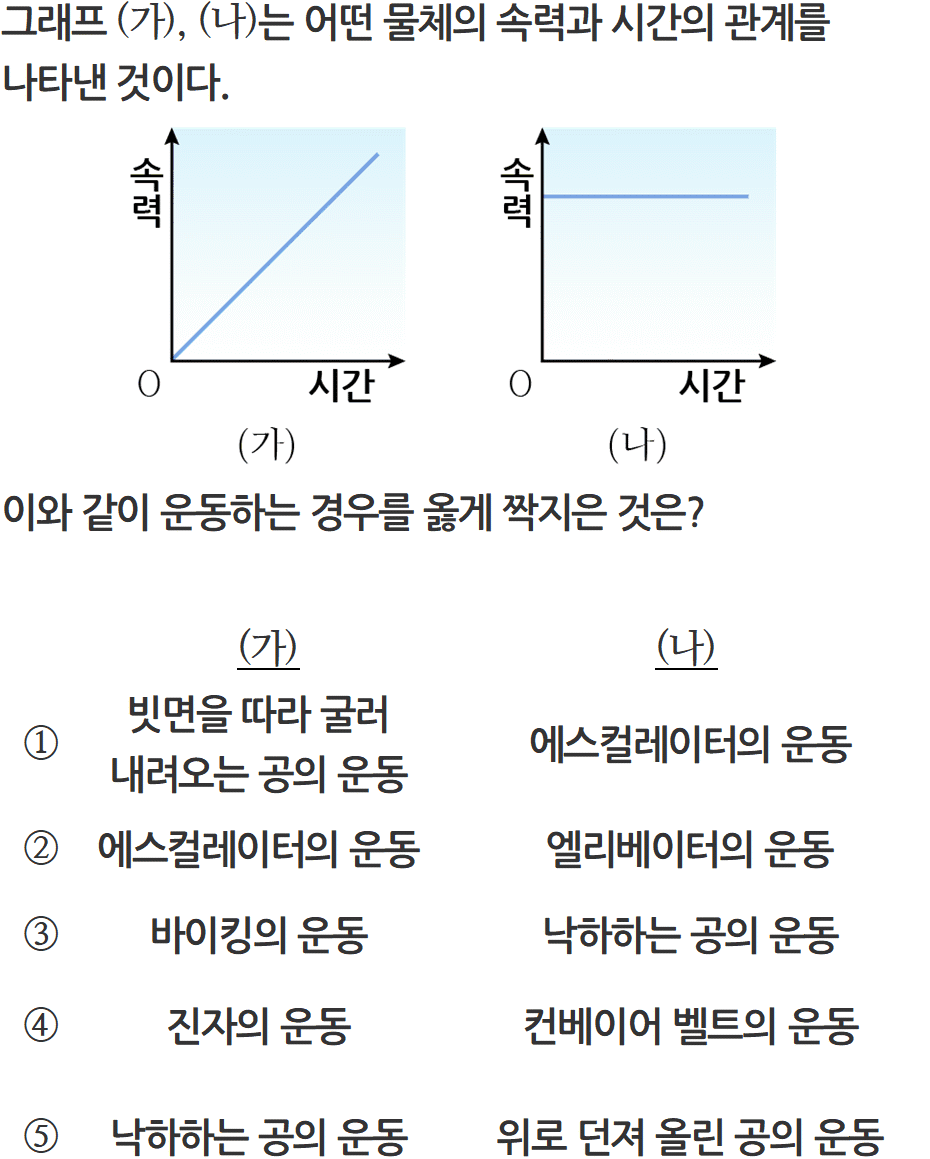 그래프 (가), (나)는 어떤 물체의 속력과 시간의 관계를
나타낸 것이다.
속력
O
시간
(가)
속력
O
시간
(나)
이와 같이 운동하는 경우를 옳게 짝지은 것은?
(가) (나)
① 빗면을 따라 굴러
내려오는 공의 운동 에스컬레이터의 운동
② 에스컬레이터의 운동 엘리베이터의 운동
③ 바이킹의 운동 낙하하는 공의 운동
④ 진자의 운동 컨베이어 벨트의 운동
⑤ 낙하하는 공의 운동 위로 던져 올린 공의 운동